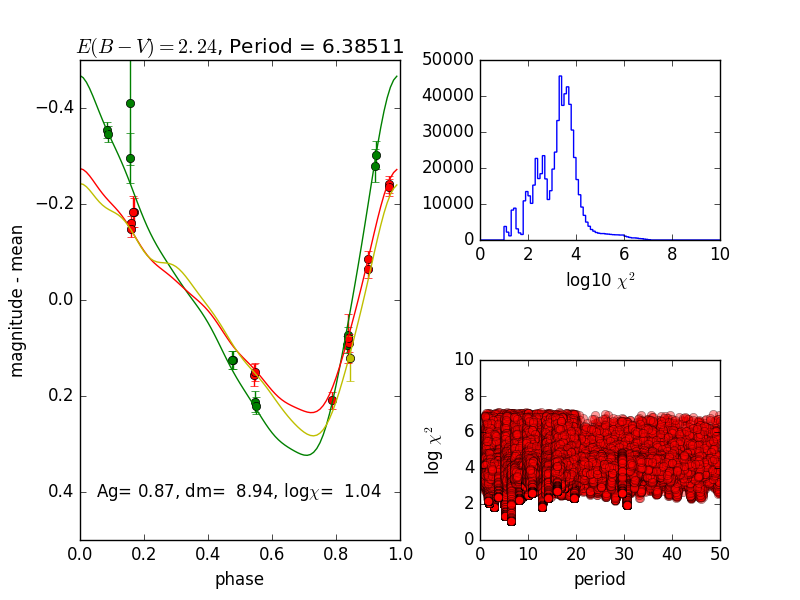 E(B−V)=2.24, Period = 6.38511
−0.4
−0.2
0.0
0.2
0.4
0.0 0.2 0.4 0.6 0.8 1.0
magnitude - mean
phase
Ag= 0.87, dm= 8.94, logχ= 1.04
50000
40000
30000
20000
10000
0
0 2 4 6 8 10
log10 χ²
10
8
6
4
2
0
0 10 20 30 40 50
log χ²
period